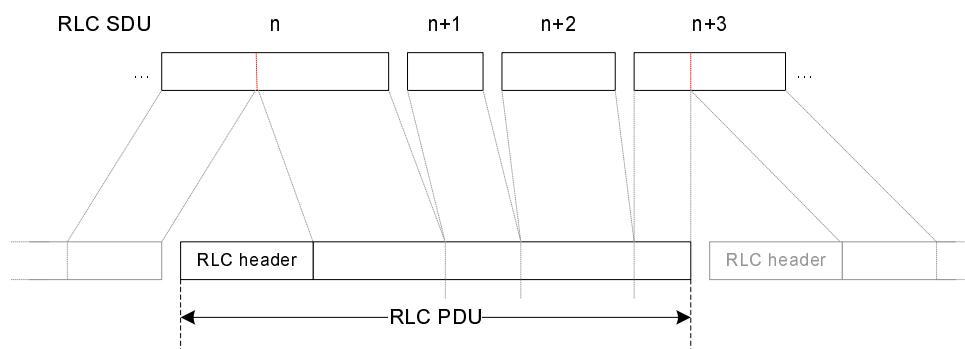 RLC SDU n n+1 n+2 n+3
... ...
RLC header RLC header
RLC PDU